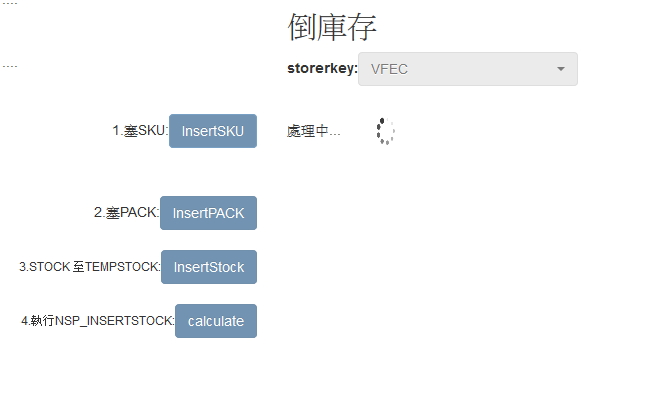 倒庫存
storerkey: VFEC
1.塞SKU: InsertSKU 處理中...
2.塞PACK: InsertPACK
3.STOCK 至TEMPSTOCK: InsertStock
4.執行NSP_INSERTSTOCK: calculate